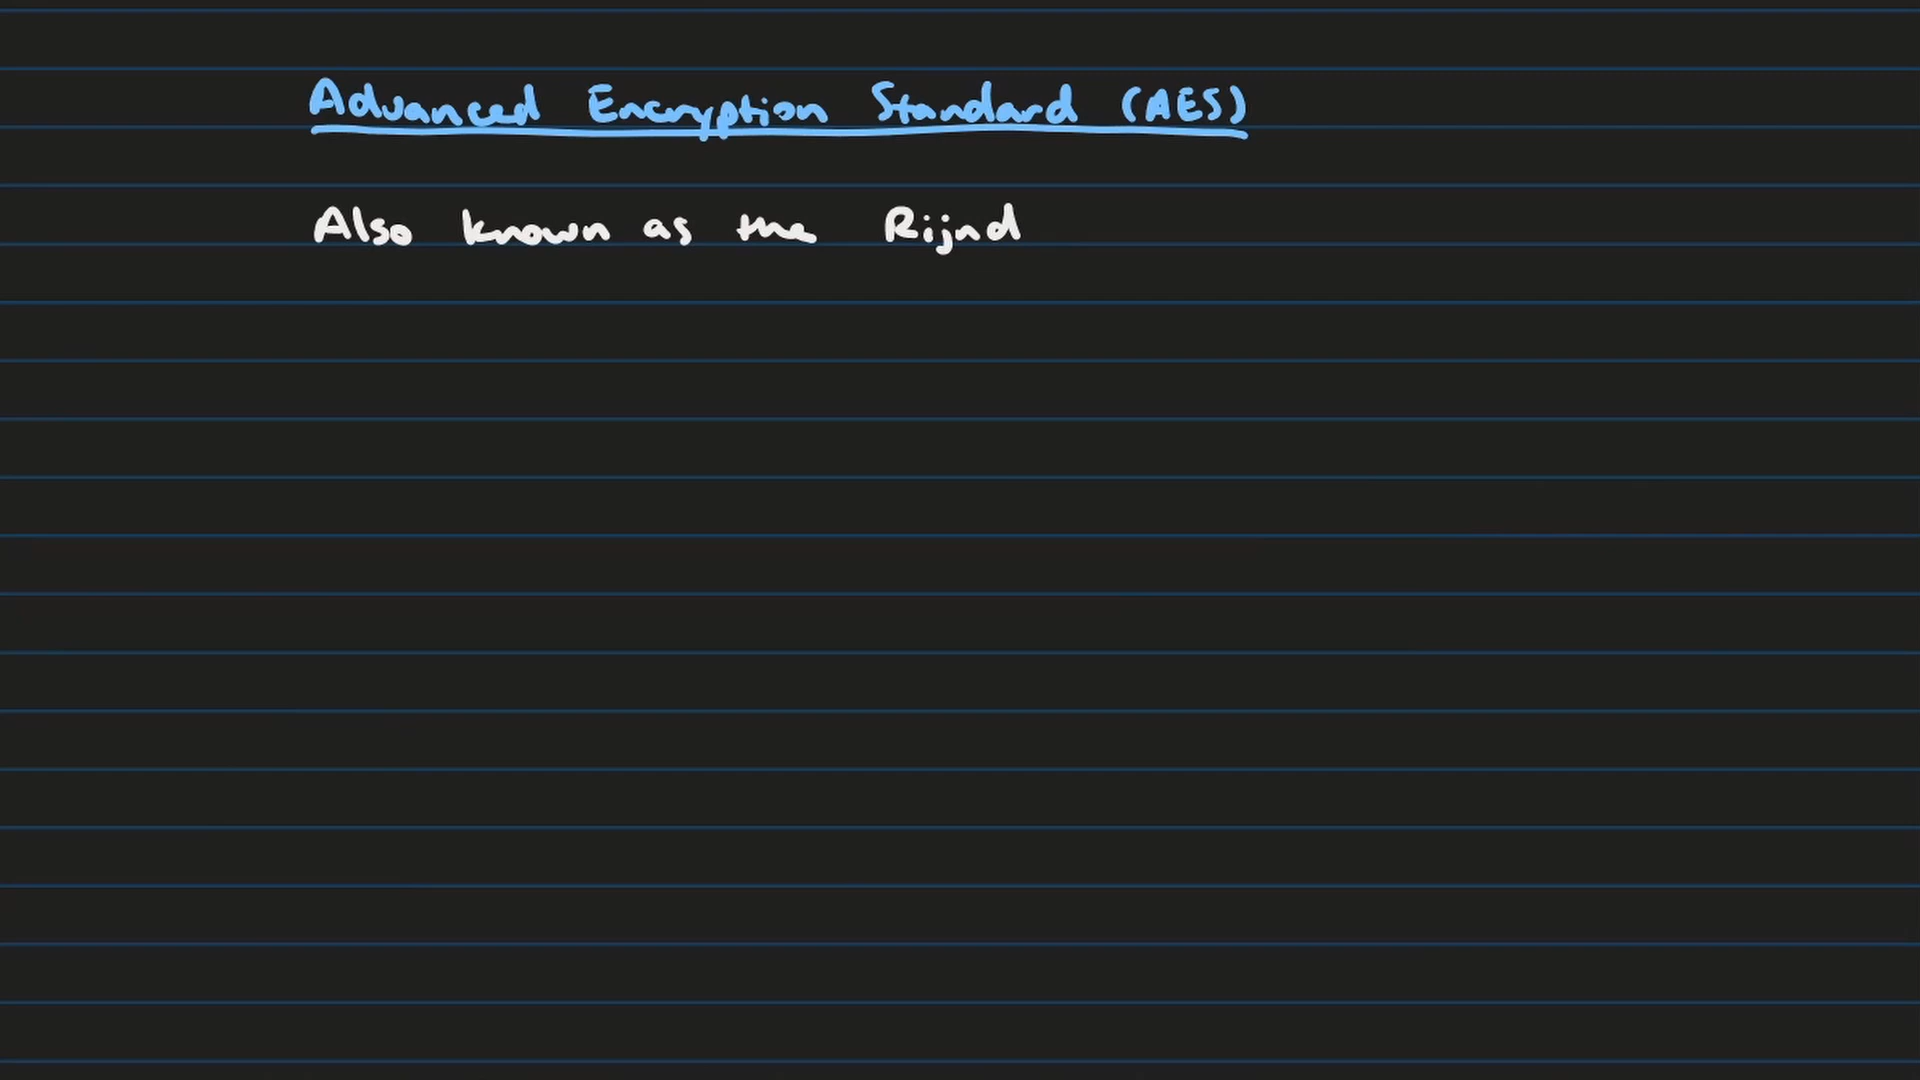 Advanced Encryption Standard (AES)
Also known as the Rijnd